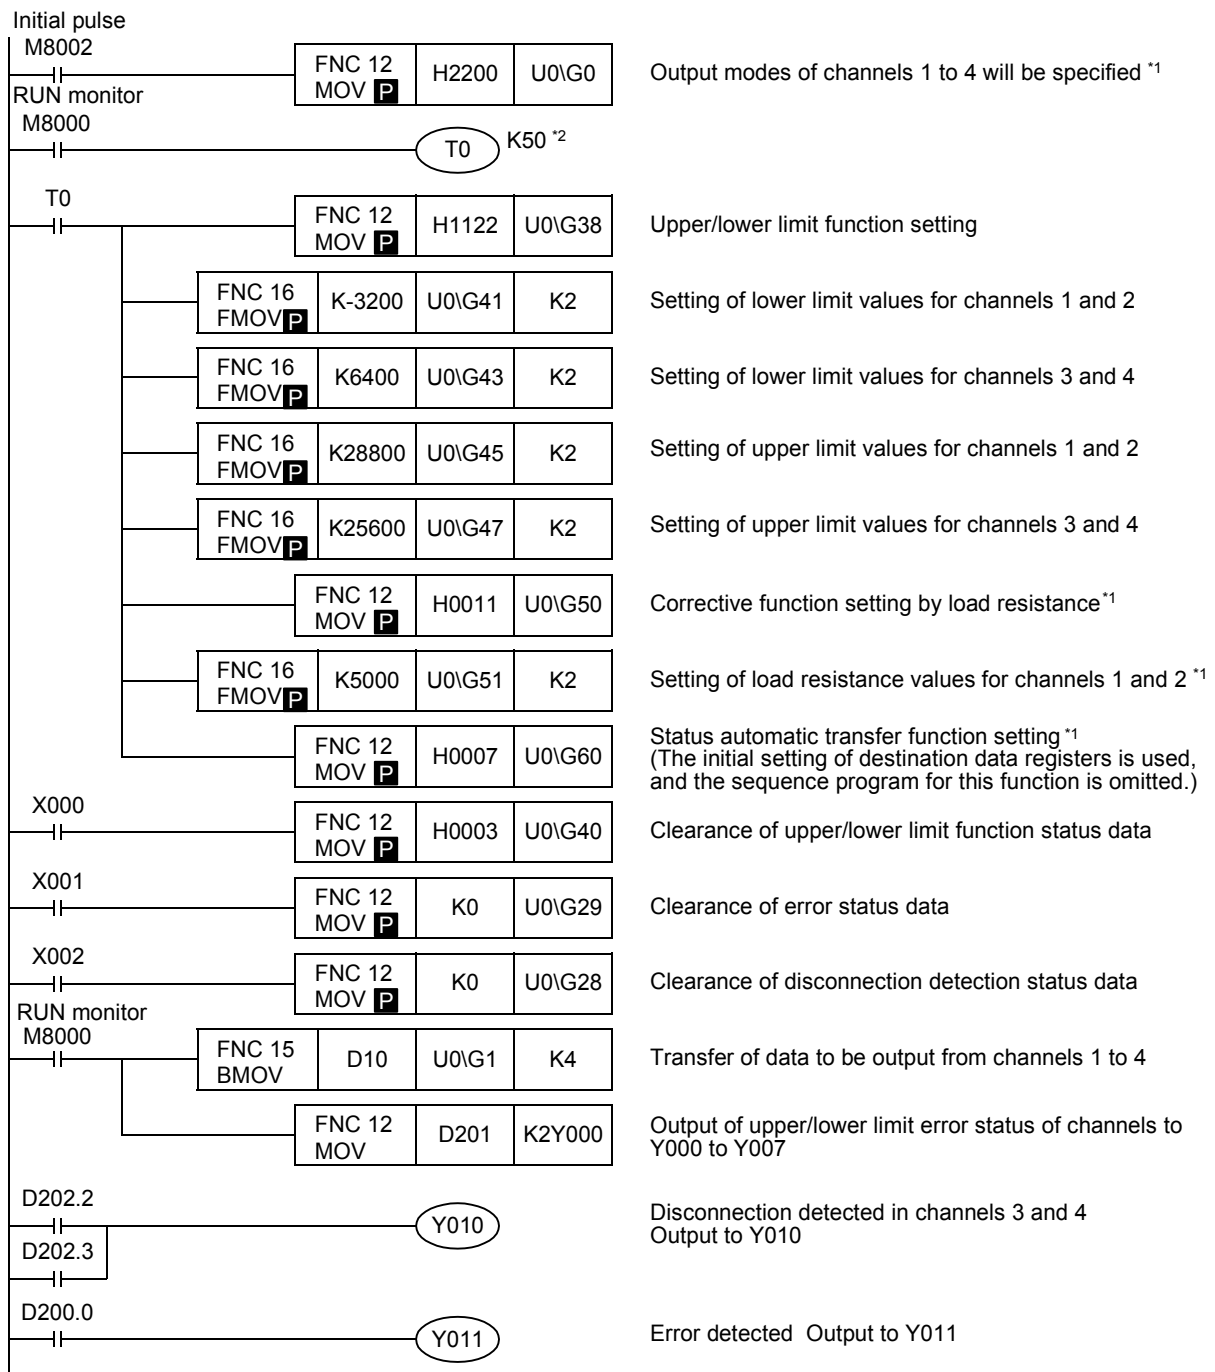 Initial pulse
M8002
FNC 12
MOV P
H2200
U0\G0
Output modes of channels 1 to 4 will be specified *1
RUN monitor
M8000
T0
K50 *2
T0
FNC 12
MOV P
H1122
U0\G38
Upper/lower limit function setting
FNC 16
FMOV P
K-3200
U0\G41
K2
Setting of lower limit values for channels 1 and 2
FNC 16
FMOV P
K6400
U0\G43
K2
Setting of lower limit values for channels 3 and 4
FNC 16
FMOV P
K28800
U0\G45
K2
Setting of upper limit values for channels 1 and 2
FNC 16
FMOV P
K25600
U0\G47
K2
Setting of upper limit values for channels 3 and 4
FNC 12
MOV P
H0011
U0\G50
Corrective function setting by load resistance *1
FNC 16
FMOV P
K5000
U0\G51
K2
Setting of load resistance values for channels 1 and 2 *1
FNC 12
MOV P
H0007
U0\G60
Status automatic transfer function setting *1
(The initial setting of destination data registers is used,
and the sequence program for this function is omitted.)
X000
FNC 12
MOV P
H0003
U0\G40
Clearance of upper/lower limit function status data
X001
FNC 12
MOV P
K0
U0\G29
Clearance of error status data
X002
FNC 12
MOV P
K0
U0\G28
Clearance of disconnection detection status data
RUN monitor
M8000
FNC 15
BMOV
D10
U0\G1
K4
Transfer of data to be output from channels 1 to 4
FNC 12
MOV
D201
K2Y000
Output of upper/lower limit error status of channels to
Y000 to Y007
D202.2
Y010
Disconnection detected in channels 3 and 4
Output to Y010
D202.3
D200.0
Y011
Error detected Output to Y011